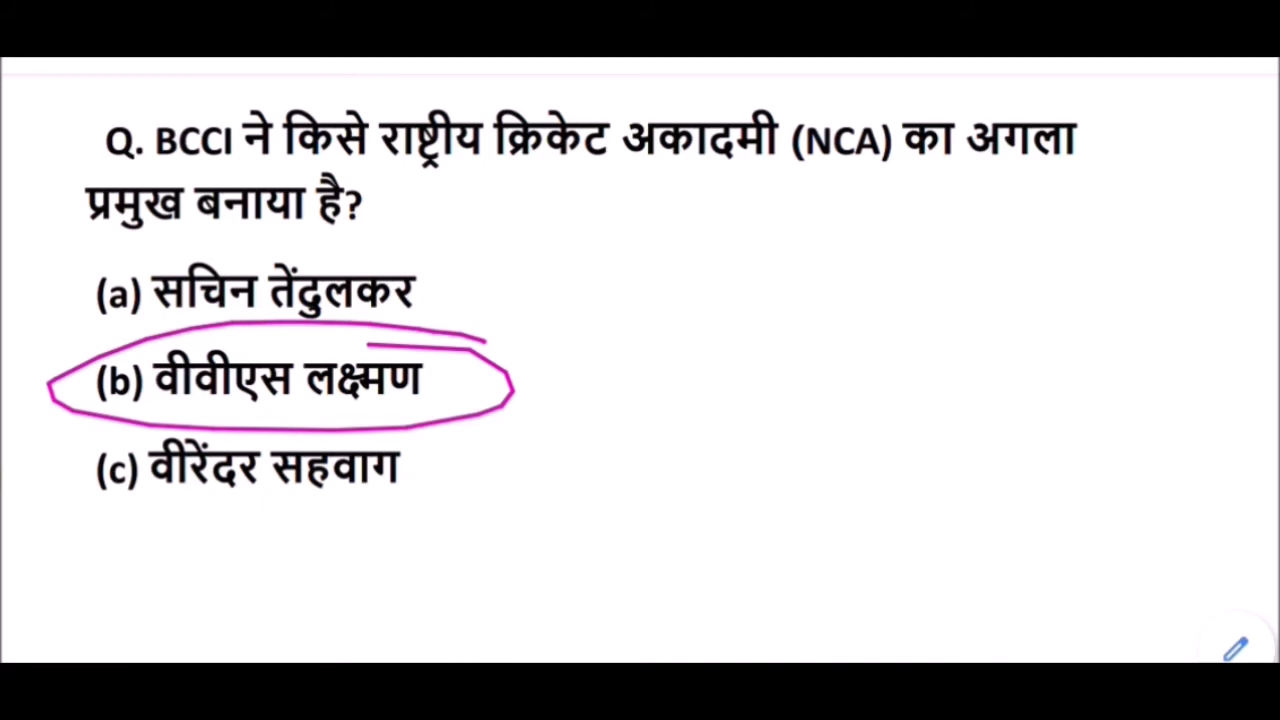 Q. BCCI ने किसे राष्ट्रीय क्रिकेट अकादमी (NCA) का अगला
प्रमुख बनाया है?
(a) सचिन तेंदुलकर
(b) वीवीएस लक्ष्मण
(c) वीरेंदर सहवाग